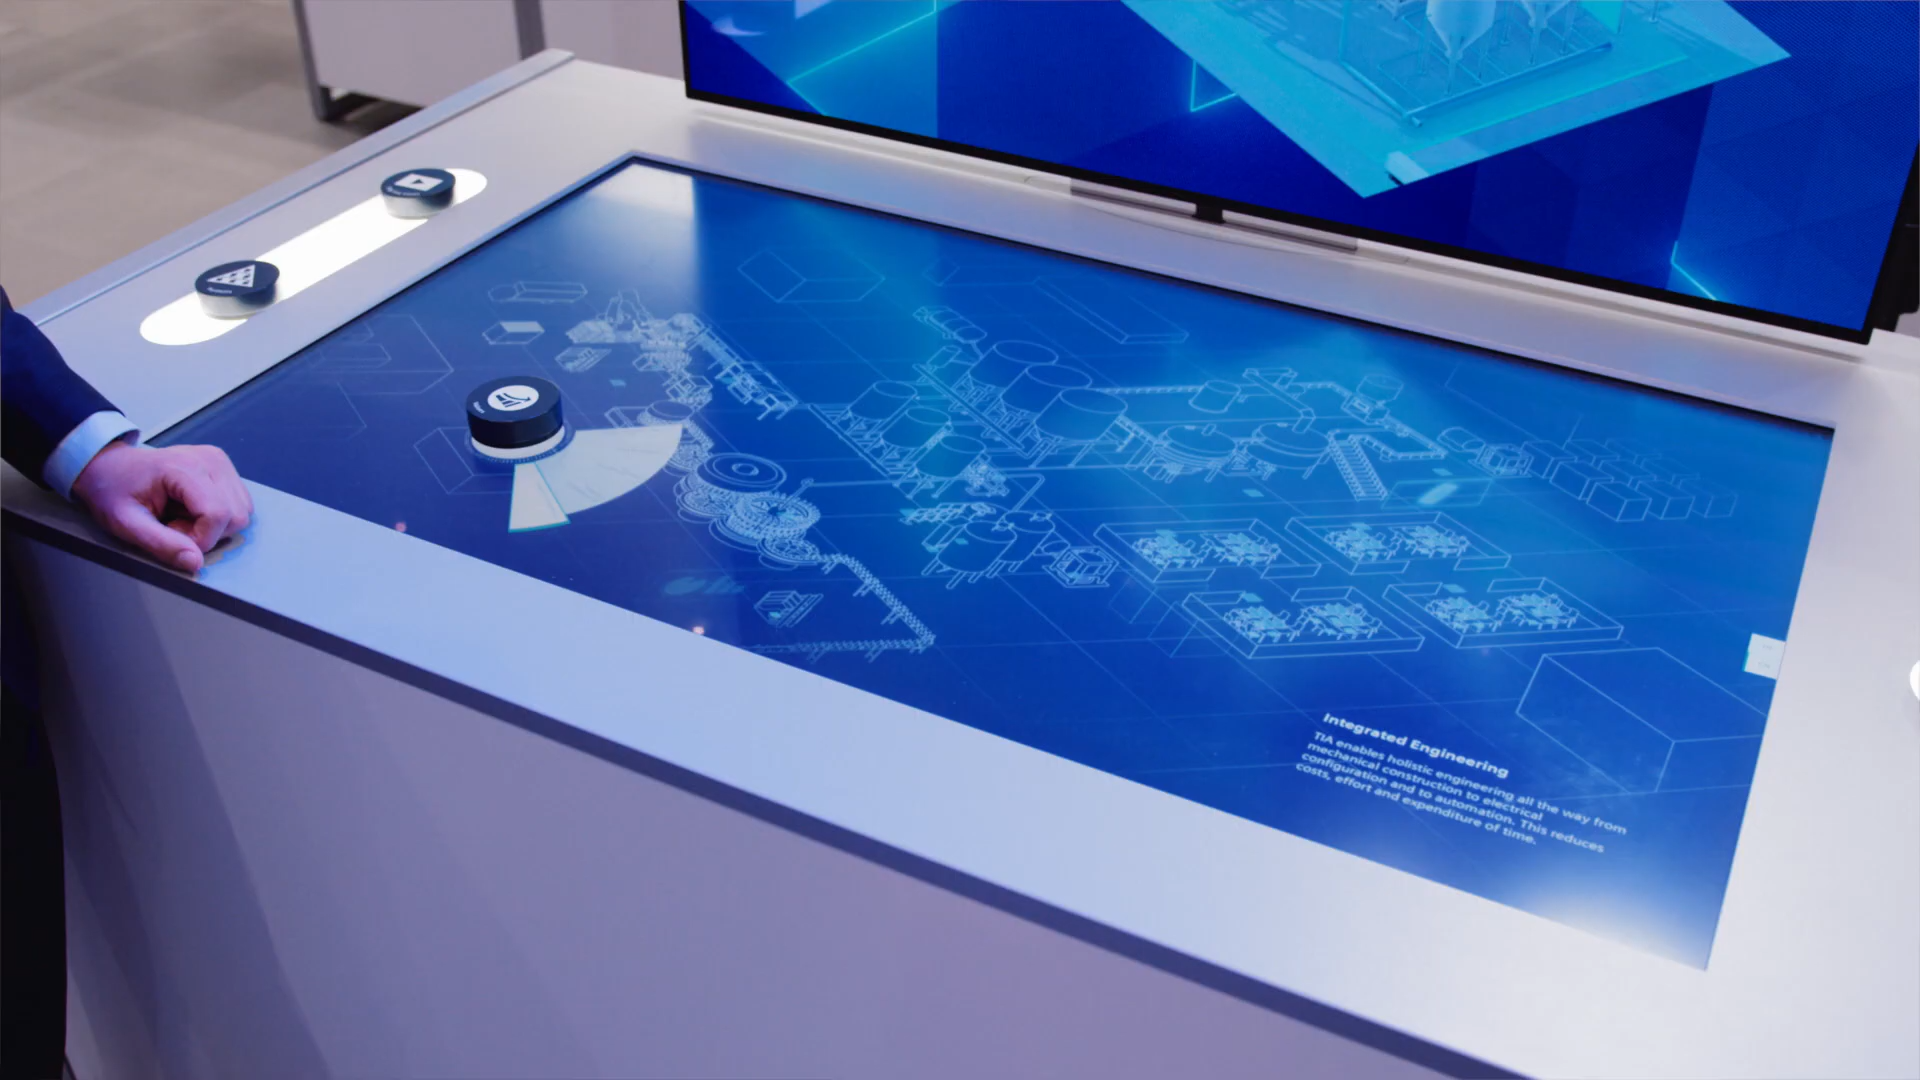 Integrated Engineering
TIA enables holistic engineering all the way from
mechanical construction to electrical
configuration and to automation. This reduces
costs, effort and expenditure of time.